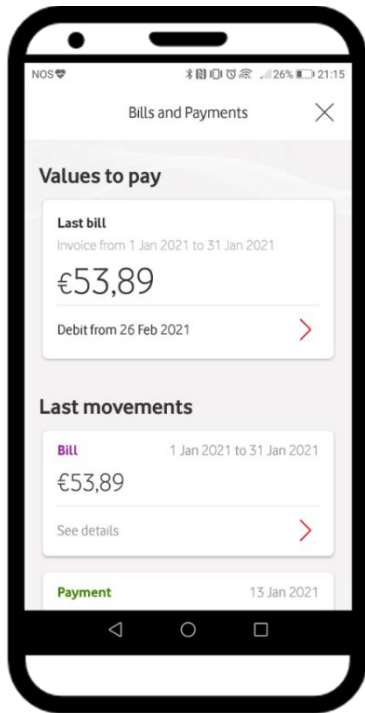 NOS 26% 21:15
Bills and Payments
Values to pay
Last bill
Invoice from 1 Jan 2021 to 31 Jan 2021
€53,89
Debit from 26 Feb 2021
Last movements
Bill 1 Jan 2021 to 31 Jan 2021
€53,89
See details
Payment 13 Jan 2021